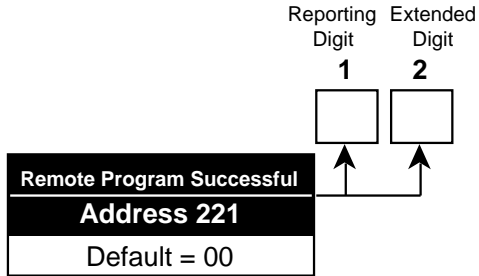 Reporting Extended
Digit Digit
1 2
Remote Program Successful
Address 221
Default = 00